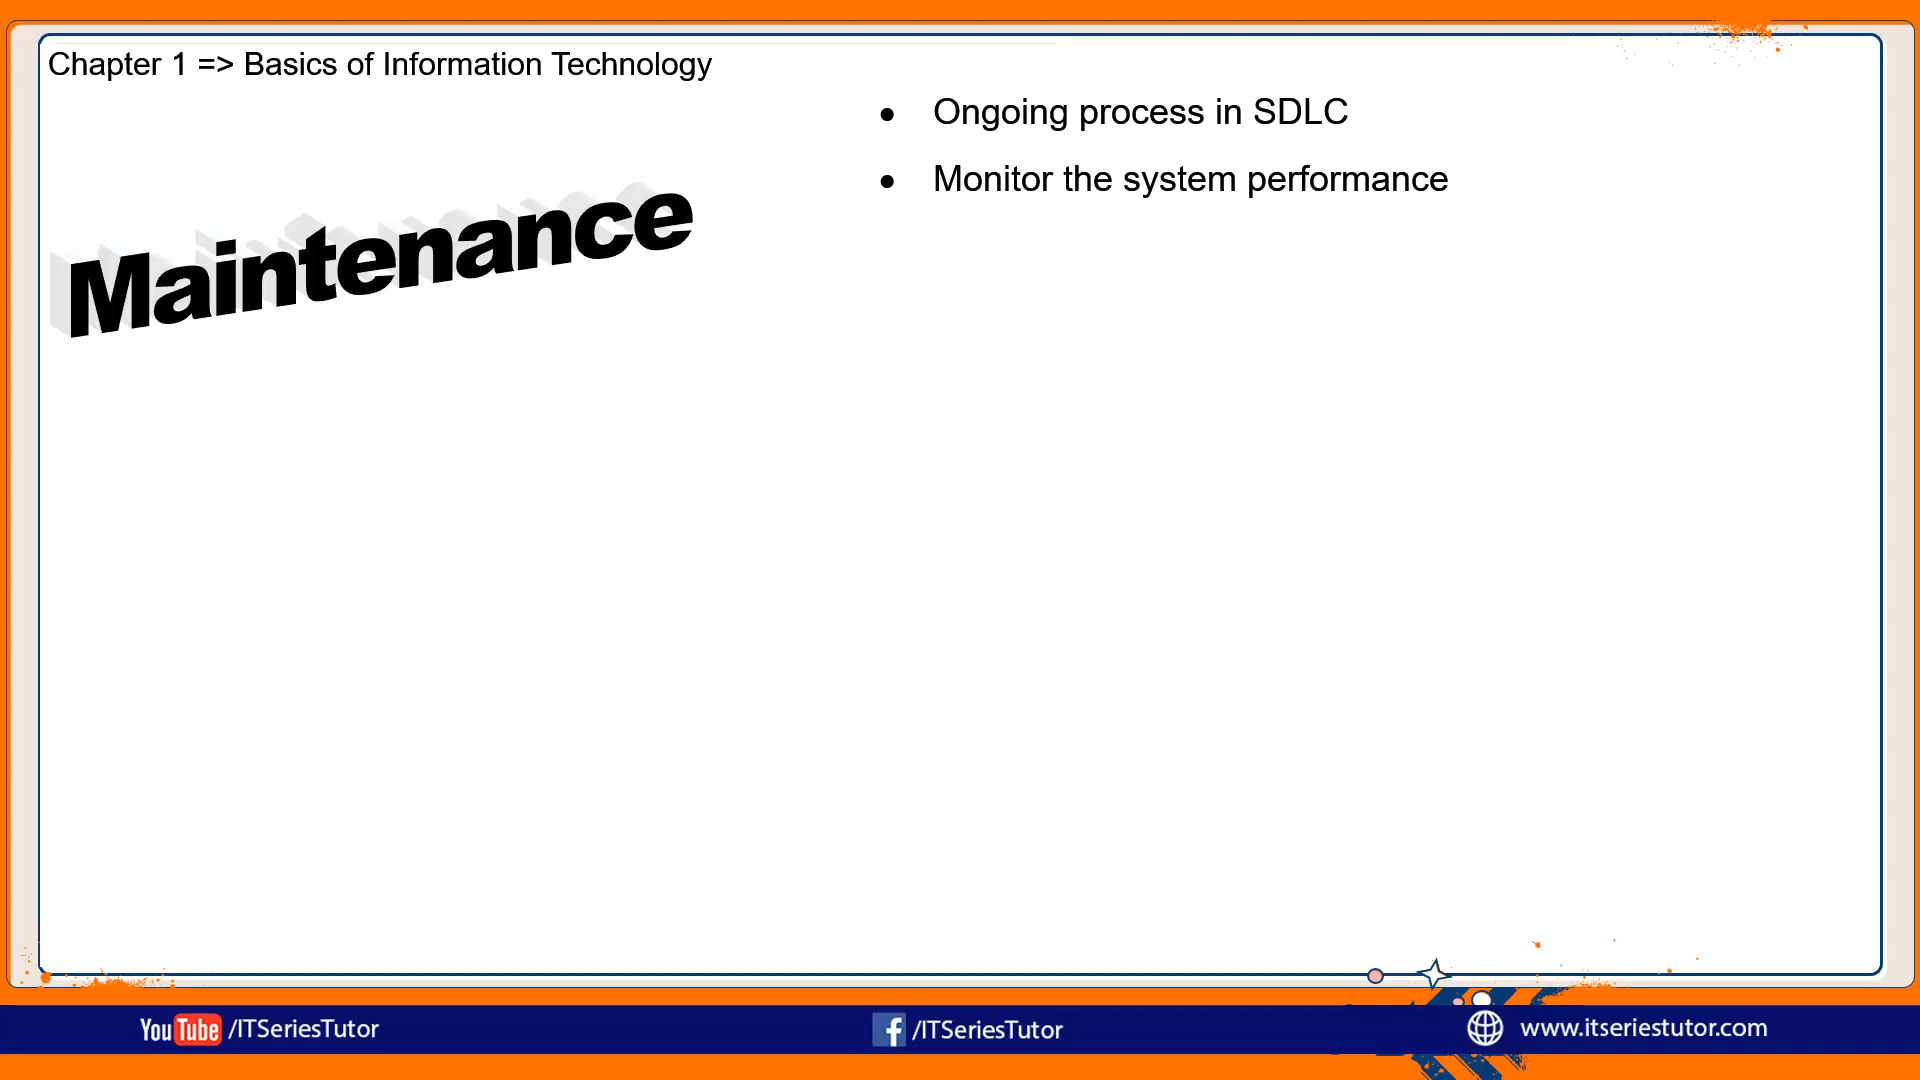 Chapter 1 => Basics of Information Technology
Maintenance
● Ongoing process in SDLC
● Monitor the system performance
YouTube /ITSeriesTutor
f /ITSeriesTutor
www.itseriestutor.com